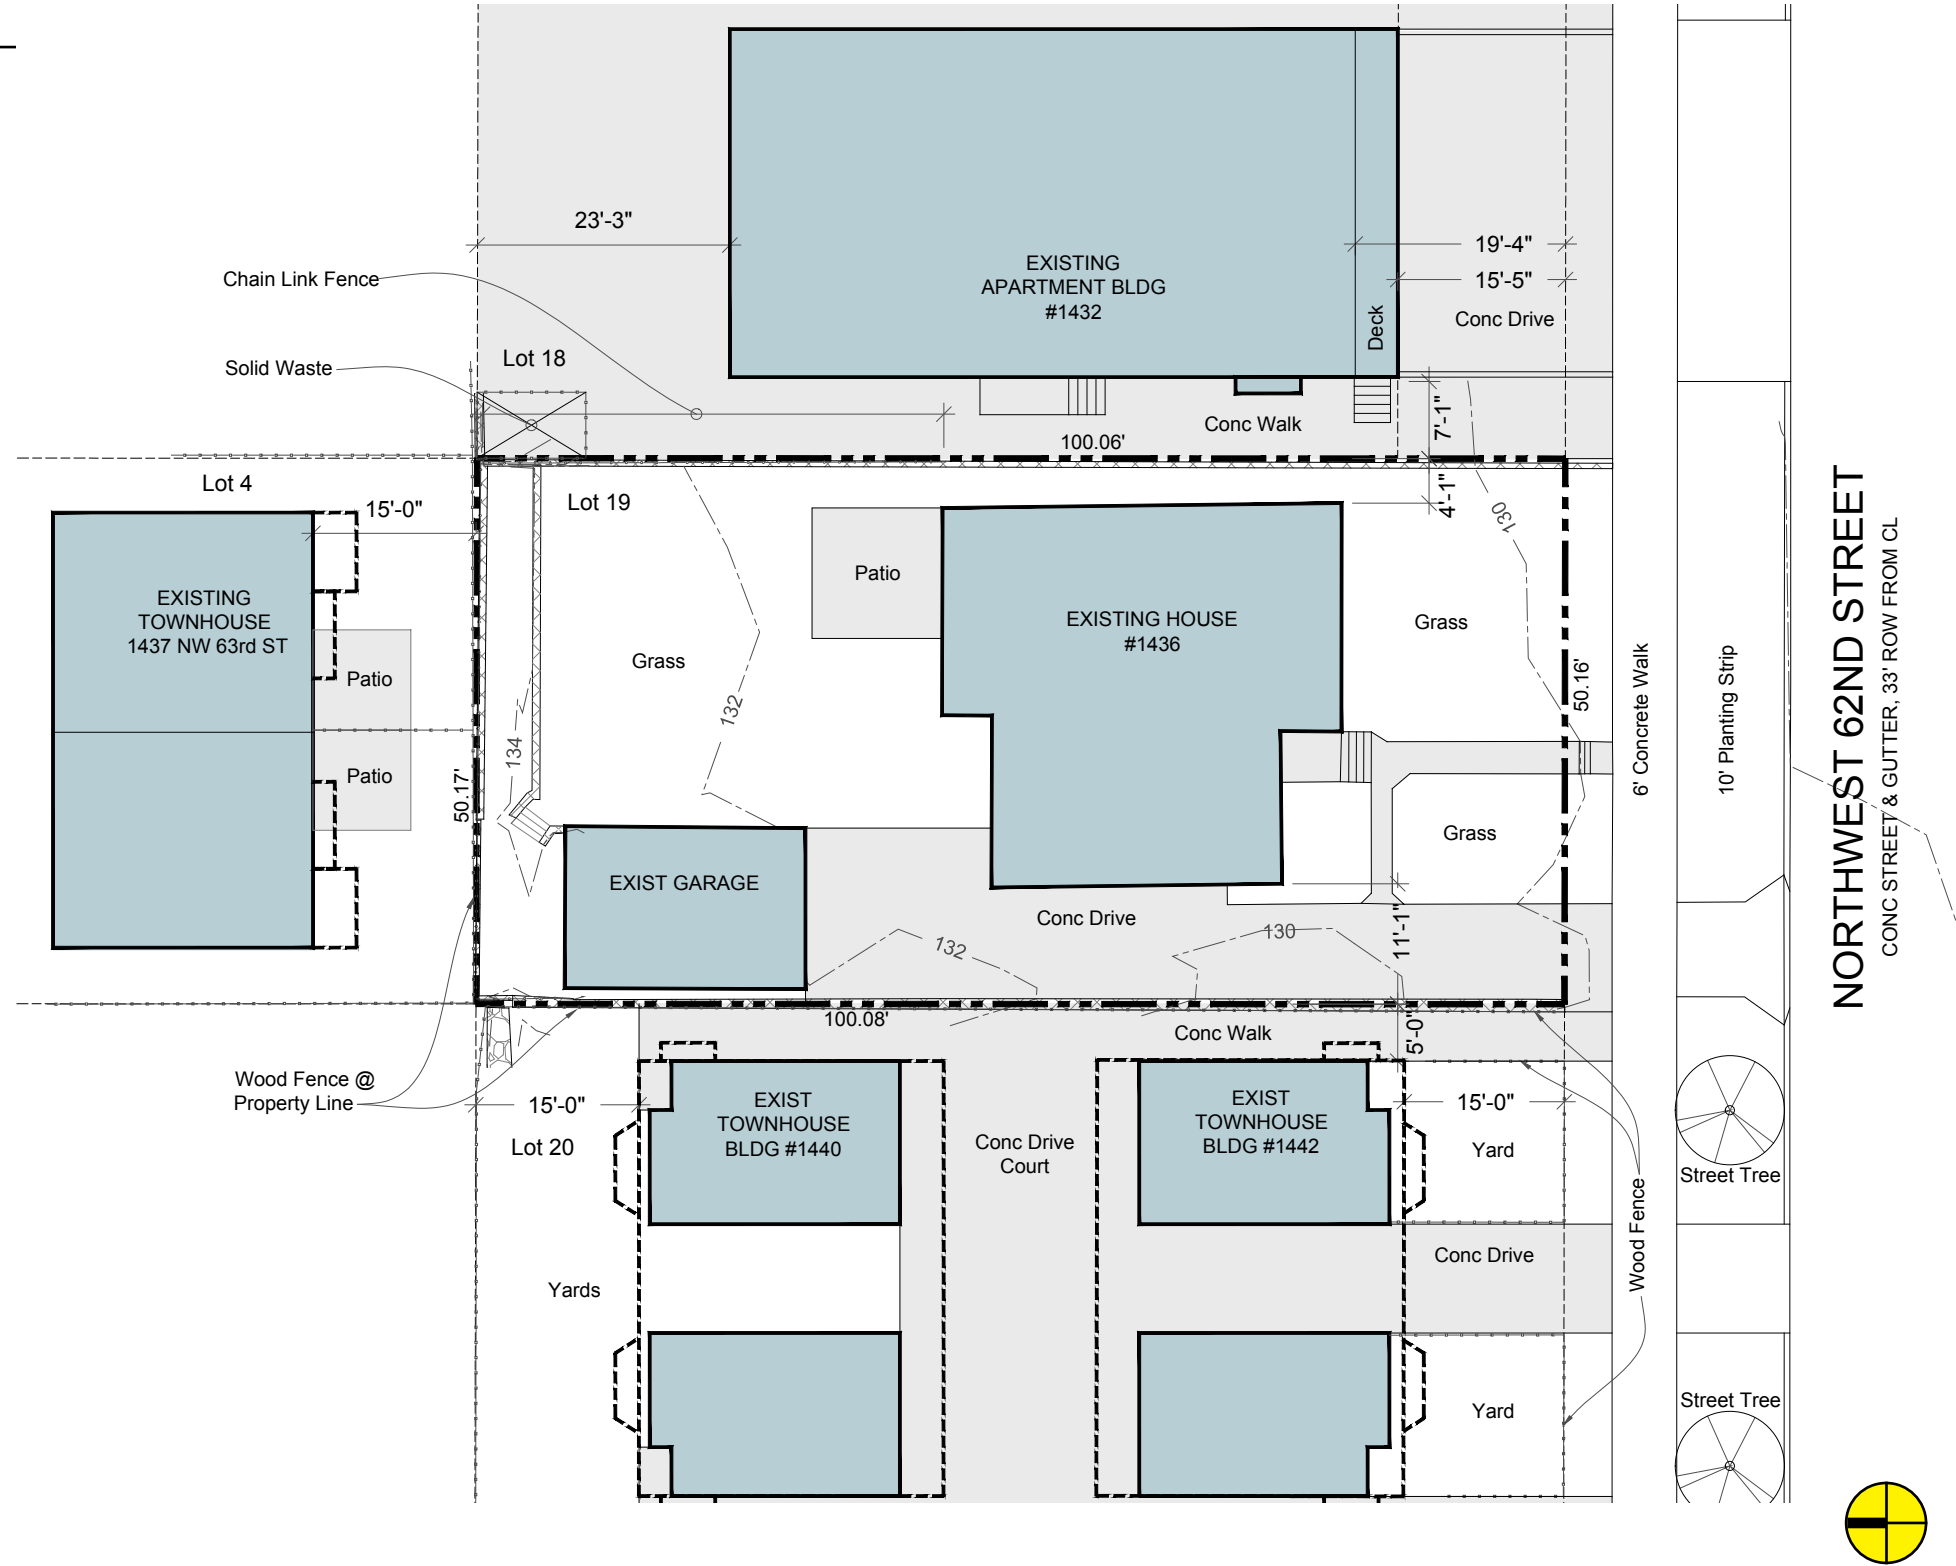 23'-3"
Chain Link Fence
Solid Waste
Lot 18
EXISTING
APARTMENT BLDG
#1432
Deck
19'-4"
15'-5"
Conc Drive
7'-1"
Conc Walk
100.06'
Lot 4
15'-0"
Lot 19
4'-1"
130
EXISTING
TOWNHOUSE
1437 NW 63rd ST
Patio
Patio
50.17'
134
Grass
132
Patio
EXISTING HOUSE
#1436
Grass
50.16'
6' Concrete Walk
10' Planting Strip
NORTHWEST 62ND STREET
CONC STREET & GUTTER, 33' ROW FROM CL
Grass
EXIST GARAGE
Conc Drive
132
130
11'-1"
100.08'
Conc Walk
5'-0"
Wood Fence @
Property Line
15'-0"
Lot 20
EXIST
TOWNHOUSE
BLDG #1440
Conc Drive
Court
EXIST
TOWNHOUSE
BLDG #1442
15'-0"
Yard
Street Tree
Wood Fence
Conc Drive
Yards
Yard
Street Tree